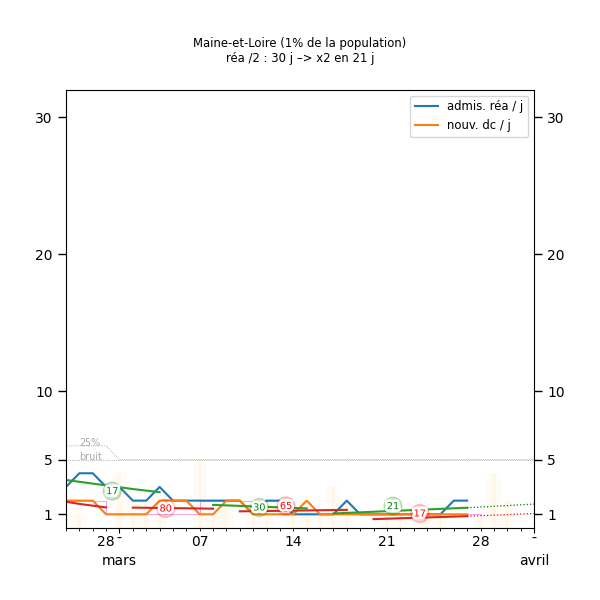 Maine-et-Loire (1% de la population)
réa /2 : 30 j –> x2 en 21 j
admis. réa / j
nouv. dc / j
30 30
20 20
10 10
25%
bruit
5 5
17 80 30 65 21 17
1 1
28 07 14 21 28
mars avril